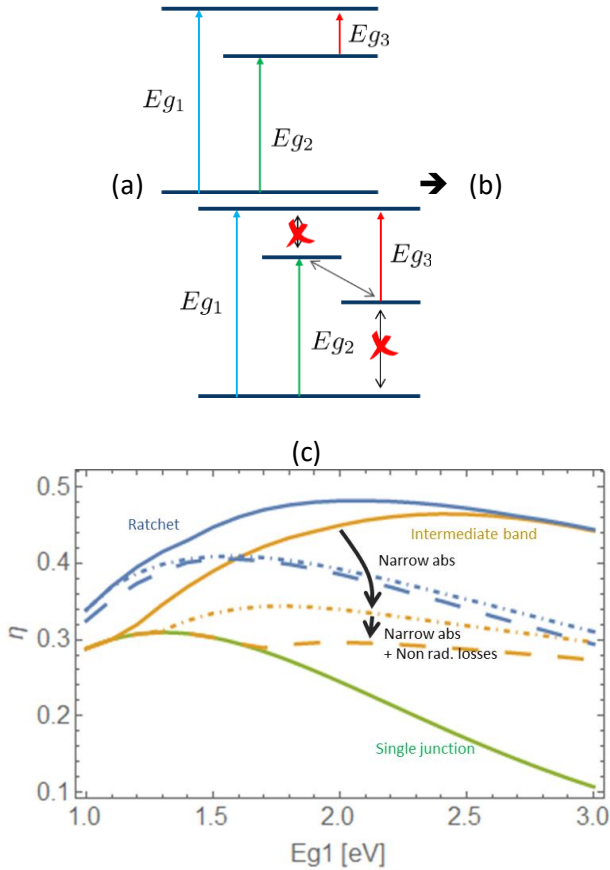 Eg3
Eg1
Eg2
(a)
➔ (b)
Eg3
Eg1
Eg2
(c)
η
0.5
0.4
0.3
0.2
0.1
Ratchet
Intermediate band
Narrow abs
Narrow abs
+ Non rad. losses
Single junction
1.0 1.5 2.0 2.5 3.0
Eg1 [eV]